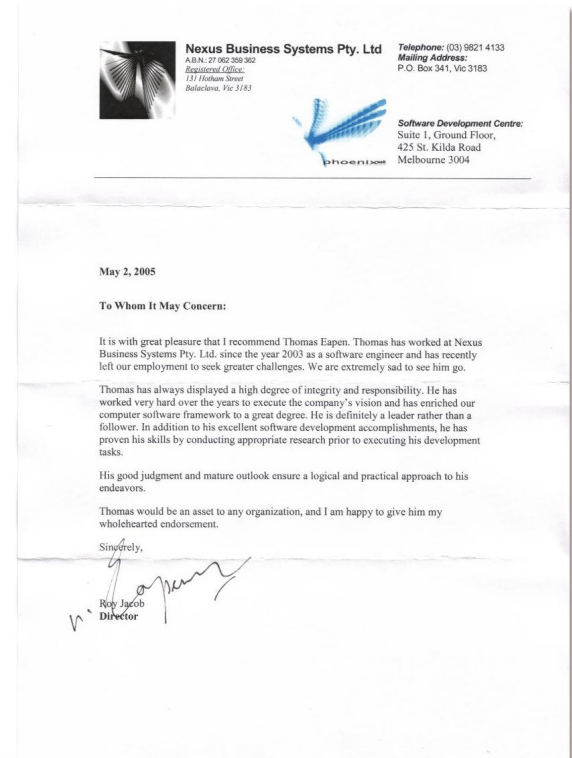 Nexus Business Systems Pty. Ltd
A.B.N.: 27 062 359 362
Registered Office:
131 Hotham Street
Balaclava, Vic 3183
Telephone: (03) 9821 4133
Mailing Address:
P.O. Box 341, Vic 3183
phoenix
Software Development Centre:
Suite 1, Ground Floor,
425 St. Kilda Road
Melbourne 3004
May 2, 2005
To Whom It May Concern:
It is with great pleasure that I recommend Thomas Eapen. Thomas has worked at Nexus
Business Systems Pty. Ltd. since the year 2003 as a software engineer and has recently
left our employment to seek greater challenges. We are extremely sad to see him go.
Thomas has always displayed a high degree of integrity and responsibility. He has
worked very hard over the years to execute the company's vision and has enriched our
computer software framework to a great degree. He is definitely a leader rather than a
follower. In addition to his excellent software development accomplishments, he has
proven his skills by conducting appropriate research prior to executing his development
tasks.
His good judgment and mature outlook ensure a logical and practical approach to his
endeavors.
Thomas would be an asset to any organization, and I am happy to give him my
wholehearted endorsement.
Sincerely,
Roy Jacob
Director